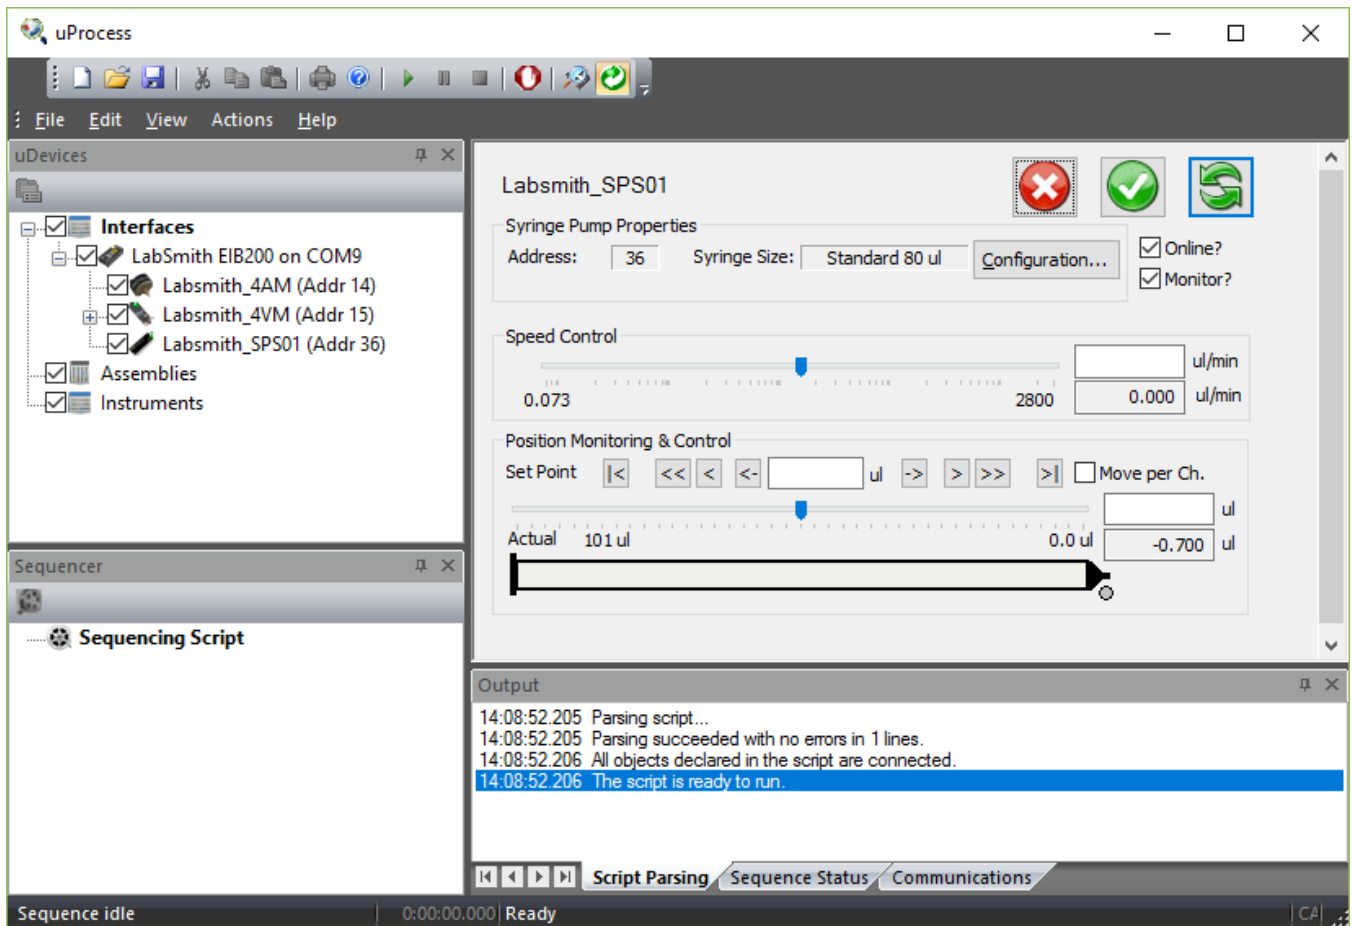 uProcess
File Edit View Actions Help
uDevices
Interfaces
LabSmith EIB200 on COM9
Labsmith_4AM (Addr 14)
Labsmith_4VM (Addr 15)
Labsmith_SPS01 (Addr 36)
Assemblies
Instruments
Sequencer
Sequencing Script
Labsmith_SPS01
Syringe Pump Properties
Address: 36 Syringe Size: Standard 80 ul Configuration...
Online?
Monitor?
Speed Control
ul/min
0.073 2800 0.000 ul/min
Position Monitoring & Control
Set Point |< << < <- ul -> > >> >| Move per Ch.
ul
Actual 101 ul 0.0 ul -0.700 ul
Output
14:08:52.205 Parsing script...
14:08:52.205 Parsing succeeded with no errors in 1 lines.
14:08:52.206 All objects declared in the script are connected.
14:08:52.206 The script is ready to run.
Script Parsing Sequence Status Communications
Sequence idle 0:00:00.000 Ready